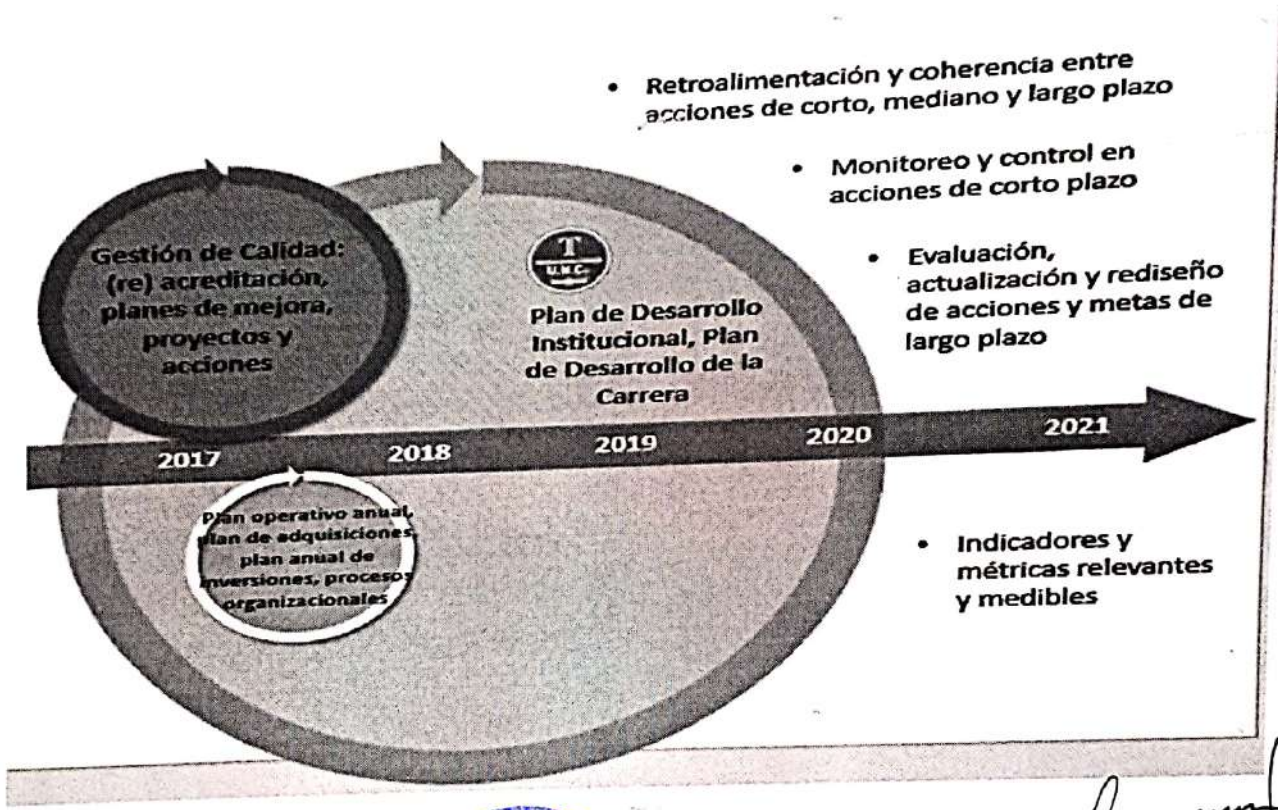 Retroalimentación y coherencia entre
acciones de corto, mediano y largo plazo
Monitoreo y control en
acciones de corto plazo
Evaluación,
actualización y rediseño
de acciones y metas de
largo plazo
Gestión de Calidad:
(re) acreditación,
planes de mejora,
proyectos y
acciones
T
U.N.C.
Plan de Desarrollo
Institucional, Plan
de Desarrollo de la
Carrera
2017 2018 2019 2020 2021
Plan operativo anual,
plan de adquisiciones,
plan anual de
inversiones, procesos
organizacionales
Indicadores y
métricas relevantes
y medibles